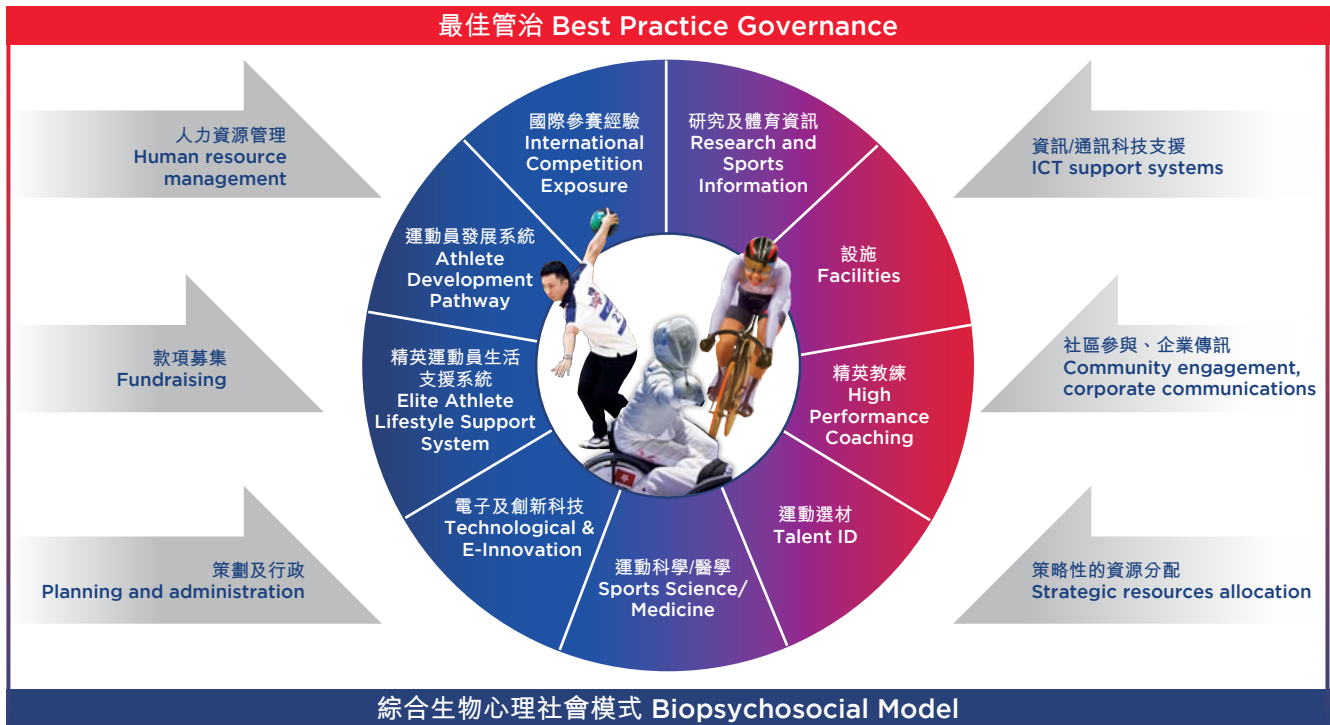 最佳管治 Best Practice Governance
人力資源管理
Human resource
management
款項募集
Fundraising
策劃及行政
Planning and administration
國際參賽經驗
International
Competition
Exposure
研究及體育資訊
Research and
Sports
Information
設施
Facilities
精英教練
High
Performance
Coaching
運動選材
Talent ID
運動科學/醫學
Sports Science/
Medicine
電子及創新科技
Technological &
E-Innovation
精英運動員生活
支援系統
Elite Athlete
Lifestyle Support
System
運動員發展系統
Athlete
Development
Pathway
資訊/通訊科技支援
ICT support systems
社區參與、企業傳訊
Community engagement,
corporate communications
策略性的資源分配
Strategic resources allocation
綜合生物心理社會模式 Biopsychosocial Model